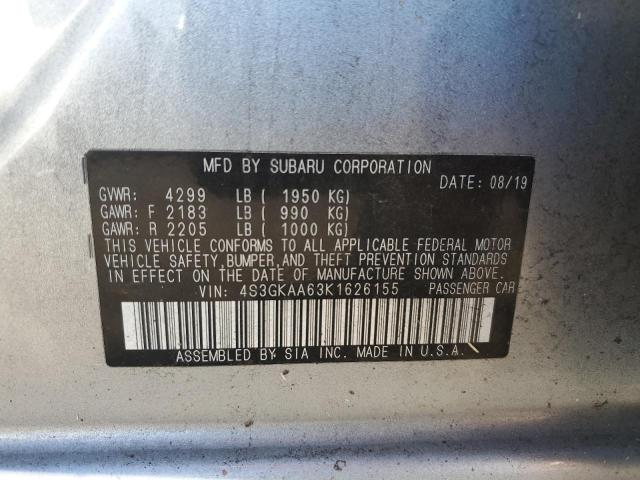 MFD BY SUBARU CORPORATION
DATE: 08/19
GVWR: 4299 LB ( 1950 KG)
GAWR: F 2183 LB ( 990 KG)
GAWR: R 2205 LB ( 1000 KG)
THIS VEHICLE CONFORMS TO ALL APPLICABLE FEDERAL MOTOR
VEHICLE SAFETY, BUMPER, AND THEFT PREVENTION STANDARDS
IN EFFECT ON THE DATE OF MANUFACTURE SHOWN ABOVE.
VIN: 4S3GKAA63K1626155 PASSENGER CAR
ASSEMBLED BY SIA INC. MADE IN U.S.A.